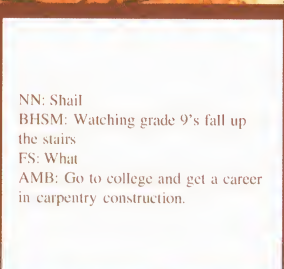 NN: Shail
BHSM: Watching grade 9's fall up
the stairs
FS: What
AMB: Go to college and get a career
in carpentry construction.